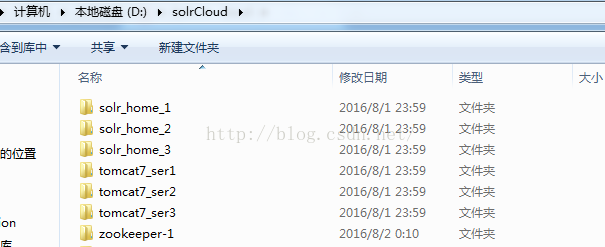 计算机 ▸ 本地磁盘 (D:) ▸ solrCloud ▸
含到库中 共享 新建文件夹
名称 修改日期 类型 大小
solr_home_1 2016/8/1 23:59 文件夹
solr_home_2 2016/8/1 23:59 文件夹
http://blog.csdn.net/
solr_home_3 2016/8/1 23:59 文件夹
的位置
tomcat7_ser1 2016/8/1 23:59 文件夹
tomcat7_ser2 2016/8/1 23:59 文件夹
tomcat7_ser3 2016/8/1 23:59 文件夹
ion
zookeeper-1 2016/8/2 0:10 文件夹
库